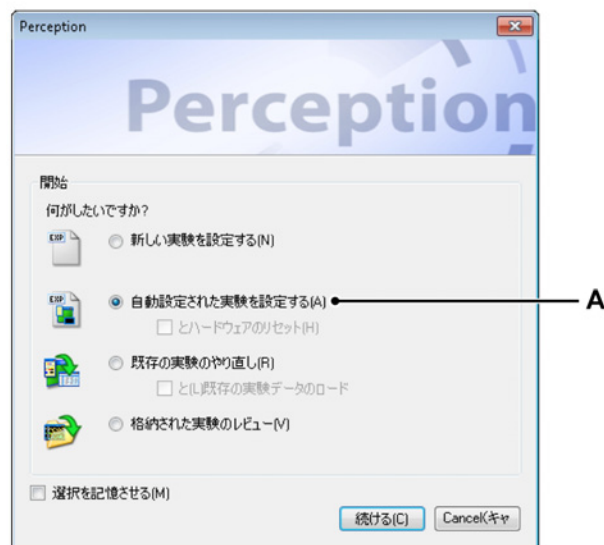 Perception
Perception
開始
何がしたいですか?
EXP
新しい実験を設定する(N)
EXP
自動設定された実験を設定する(A)
A
とハードウェアのリセット(H)
既存の実験のやり直し(R)
と(L)既存の実験データのロード
格納された実験のレビュー(V)
選択を記憶させる(M)
続ける(C)
Cancel(キャ